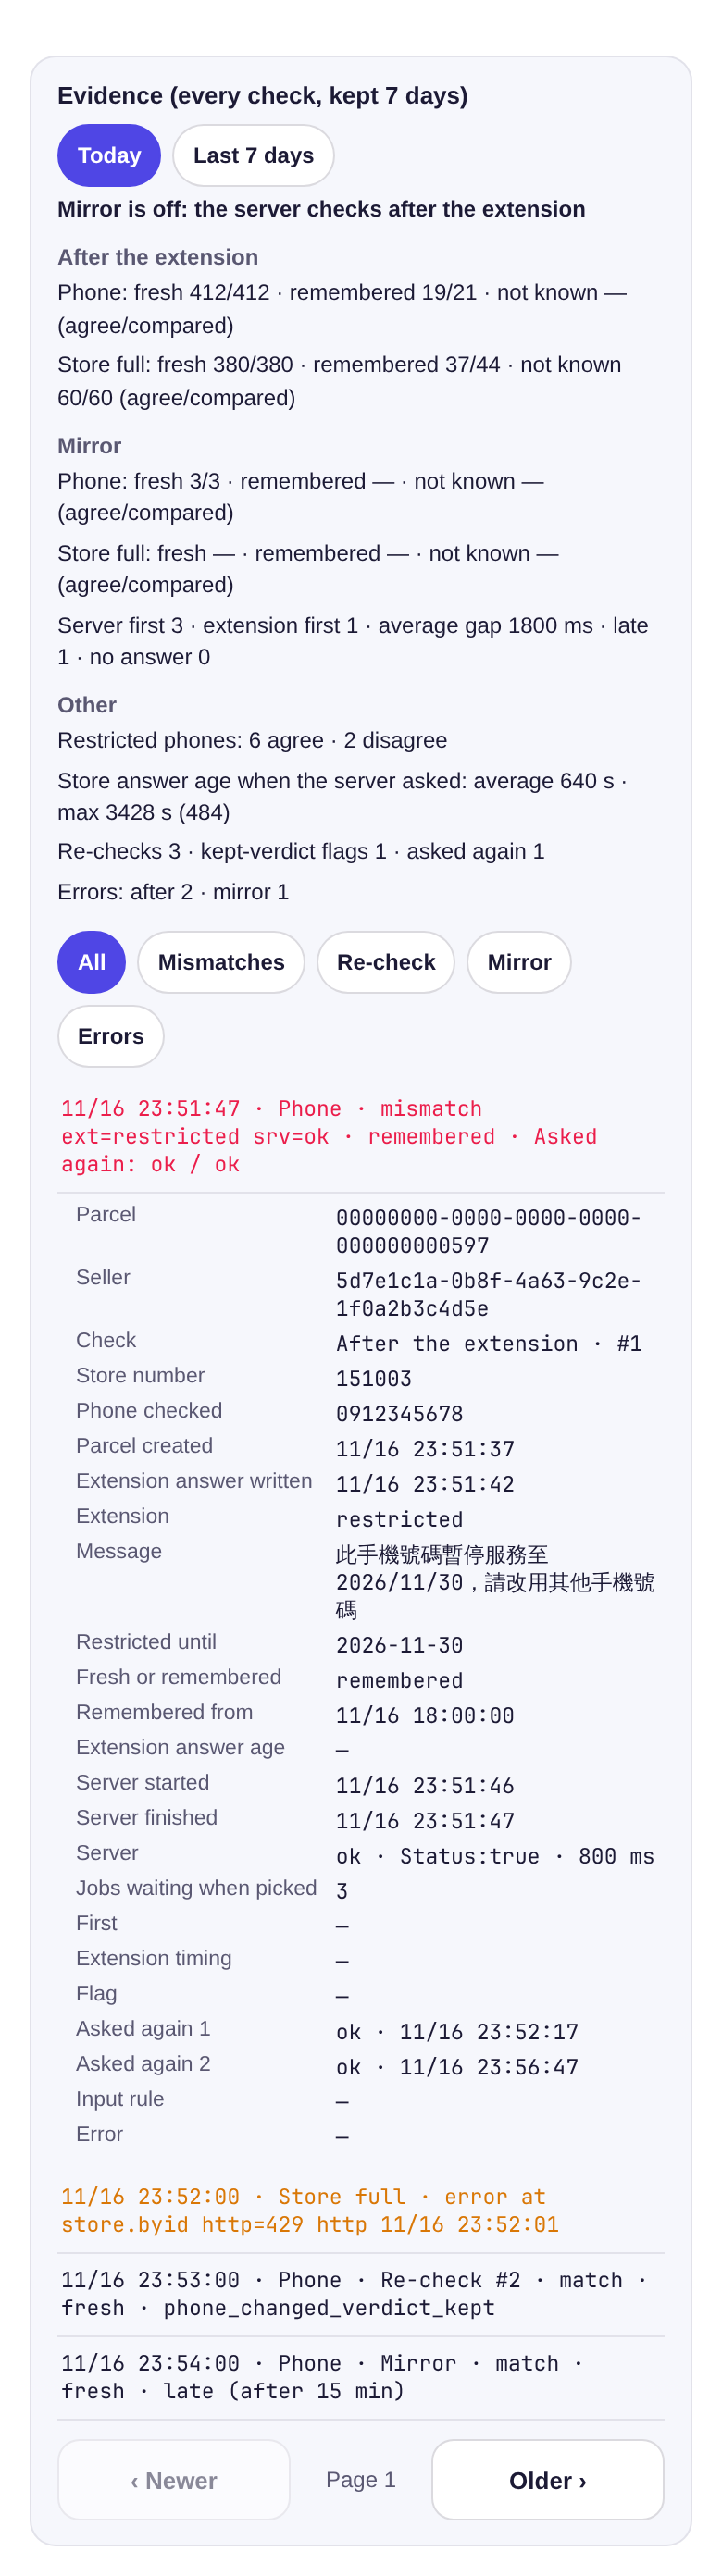 Evidence (every check, kept 7 days)
Today
Last 7 days
Mirror is off: the server checks after the extension
After the extension
Phone: fresh 412/412 · remembered 19/21 · not known —
(agree/compared)
Store full: fresh 380/380 · remembered 37/44 · not known
60/60 (agree/compared)
Mirror
Phone: fresh 3/3 · remembered — · not known —
(agree/compared)
Store full: fresh — · remembered — · not known —
(agree/compared)
Server first 3 · extension first 1 · average gap 1800 ms · late
1 · no answer 0
Other
Restricted phones: 6 agree · 2 disagree
Store answer age when the server asked: average 640 s ·
max 3428 s (484)
Re-checks 3 · kept-verdict flags 1 · asked again 1
Errors: after 2 · mirror 1
All
Mismatches
Re-check
Mirror
Errors
11/16 23:51:47 · Phone · mismatch
ext=restricted srv=ok · remembered · Asked
again: ok / ok
Parcel 00000000-0000-0000-0000-
000000000597
Seller 5d7e1c1a-0b8f-4a63-9c2e-
1f0a2b3c4d5e
Check After the extension · #1
Store number 151003
Phone checked 0912345678
Parcel created 11/16 23:51:37
Extension answer written 11/16 23:51:42
Extension restricted
Message 此手機號碼暫停服務至
2026/11/30，請改用其他手機號
碼
Restricted until 2026-11-30
Fresh or remembered remembered
Remembered from 11/16 18:00:00
Extension answer age —
Server started 11/16 23:51:46
Server finished 11/16 23:51:47
Server ok · Status:true · 800 ms
Jobs waiting when picked 3
First —
Extension timing —
Flag —
Asked again 1 ok · 11/16 23:52:17
Asked again 2 ok · 11/16 23:56:47
Input rule —
Error —
11/16 23:52:00 · Store full · error at
store.byid http=429 http 11/16 23:52:01
11/16 23:53:00 · Phone · Re-check #2 · match ·
fresh · phone_changed_verdict_kept
11/16 23:54:00 · Phone · Mirror · match ·
fresh · late (after 15 min)
‹ Newer
Page 1
Older ›